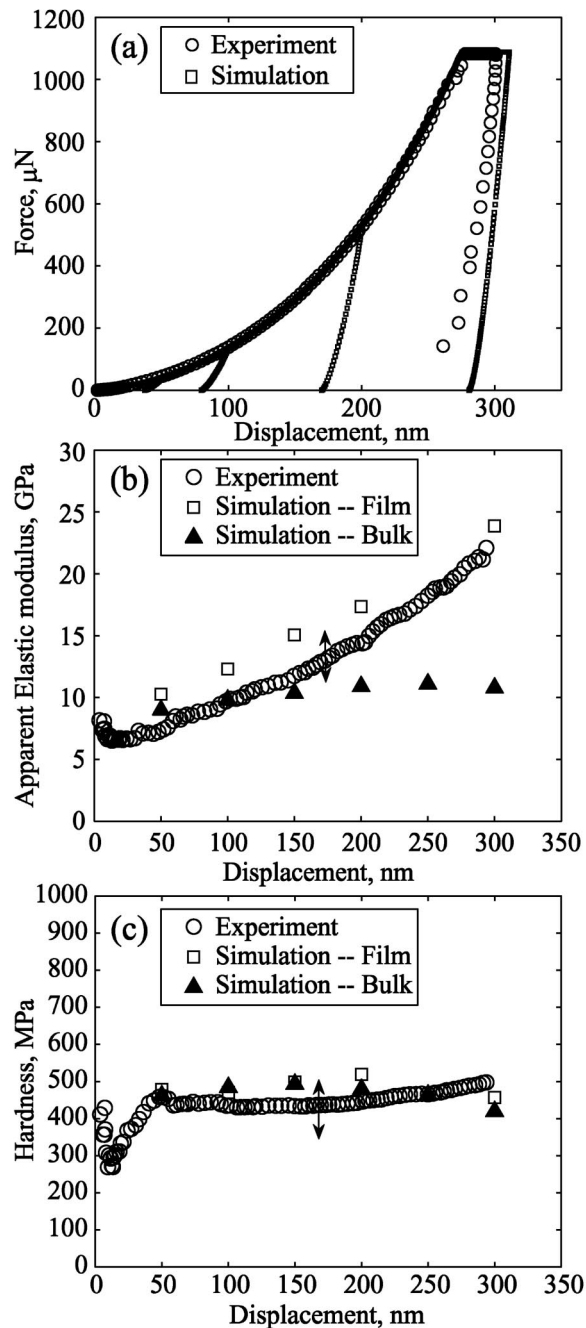 (a)
Experiment
Simulation
Force, μN
1200
1000
800
600
400
200
0
0 100 200 300
Displacement, nm
(b)
Experiment
Simulation -- Film
Simulation -- Bulk
Apparent Elastic modulus, GPa
30
25
20
15
10
5
0
0 50 100 150 200 250 300 350
Displacement, nm
(c)
Experiment
Simulation -- Film
Simulation -- Bulk
Hardness, MPa
1000
900
800
700
600
500
400
300
200
100
0
0 50 100 150 200 250 300 350
Displacement, nm